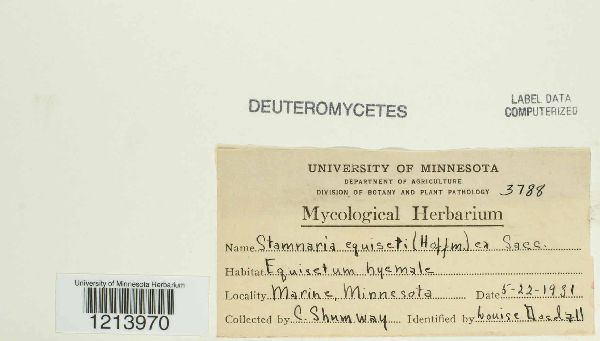 DEUTEROMYCETES
LABEL DATA
COMPUTERIZED
UNIVERSITY OF MINNESOTA
DEPARTMENT OF AGRICULTURE
DIVISION OF BOTANY AND PLANT PATHOLOGY 3788
Mycological Herbarium
Name Stamnaria equiseti (Hoffm) ex Sacc.
Habitat Equisetum hyemale
Locality Marine, Minnesota Date 5-22-1931
Collected by C. Shumway Identified by Louise
University of Minnesota Herbarium
1213970